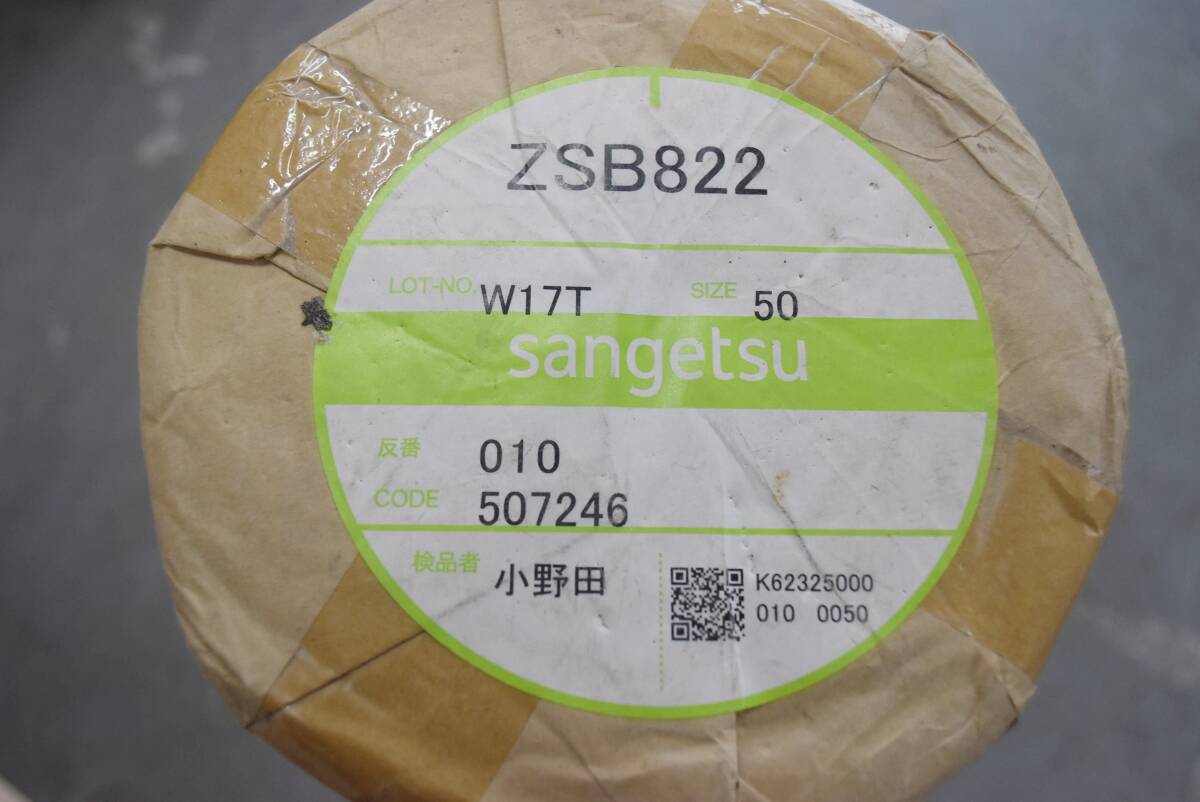 ZSB822
LOT-NO. W17T SIZE 50
sangetsu
反番 010
CODE 507246
検品者 小野田
K62325000
010 0050